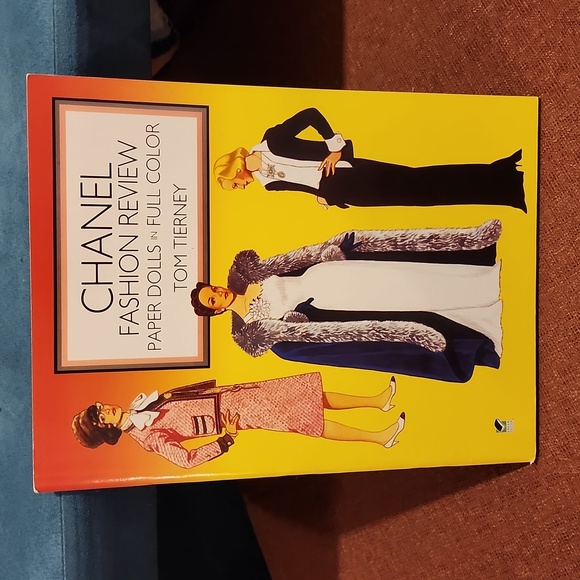 CHANEL
FASHION REVIEW
PAPER DOLLS IN FULL COLOR
TOM TIERNEY